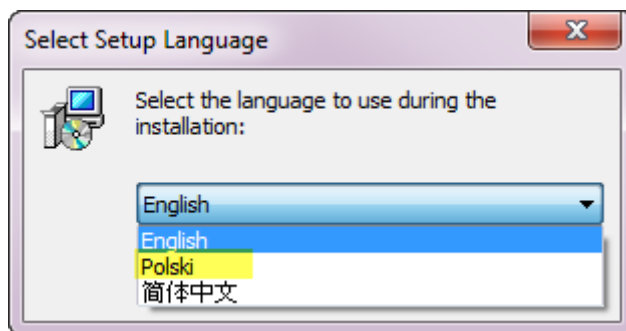 Select Setup Language
Select the language to use during the
installation:
English
English
Polski
简体中文